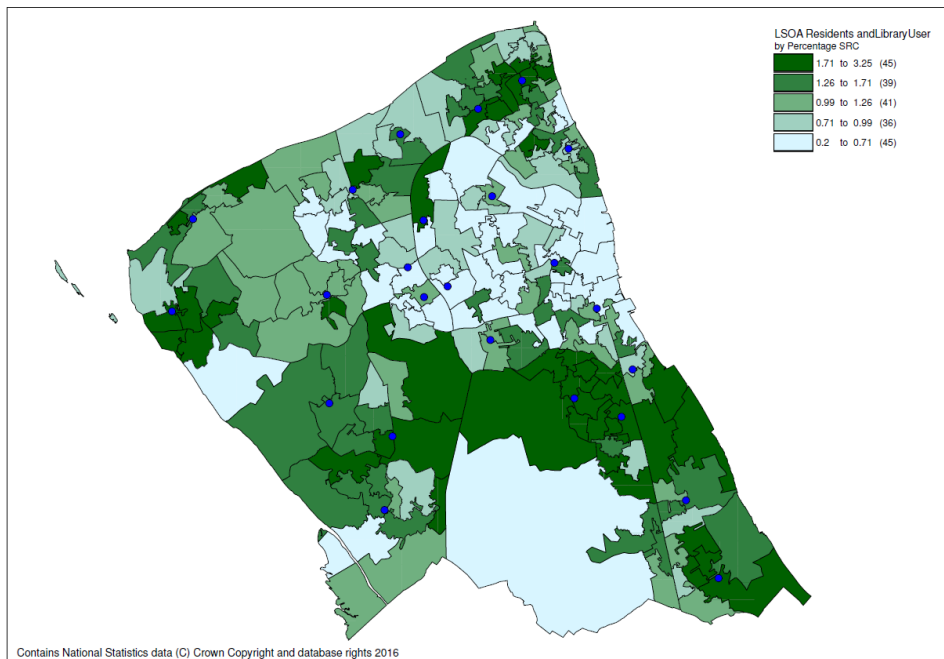 LSOA Residents andLibraryUser
by Percentage SRC
1.71 to 3.25 (45)
1.26 to 1.71 (39)
0.99 to 1.26 (41)
0.71 to 0.99 (36)
0.2 to 0.71 (45)
Contains National Statistics data (C) Crown Copyright and database rights 2016